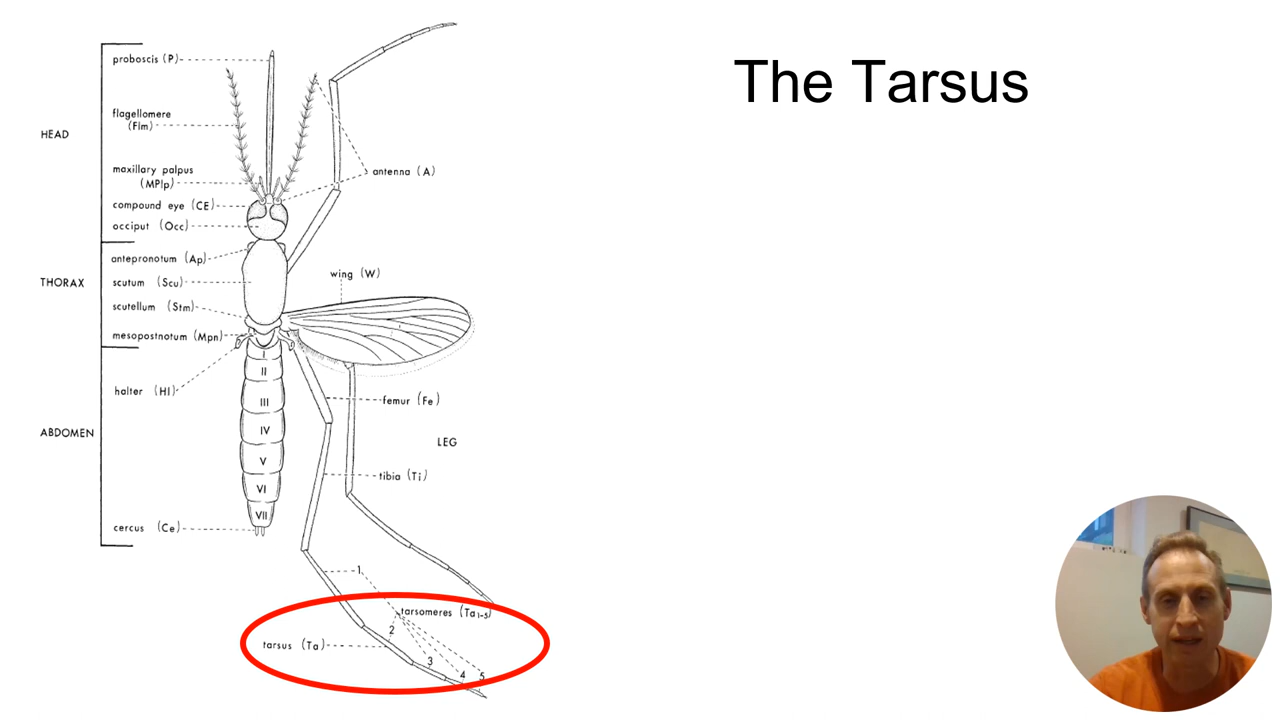 The Tarsus
HEAD
proboscis (P)
flagellomere
(Flm)
maxillary palpus
(MPlp)
compound eye (CE)
occiput (Occ)
antenna (A)
THORAX
antepronotum (Ap)
scutum (Scu)
scutellum (Stm)
mesopostnotum (Mpn)
wing (W)
ABDOMEN
halter (Hl)
cercus (Ce)
I
II
III
IV
V
VI
VII
femur (Fe)
LEG
tibia (Ti)
1
tarsomeres (Ta1-5)
2
tarsus (Ta)
3
4
5